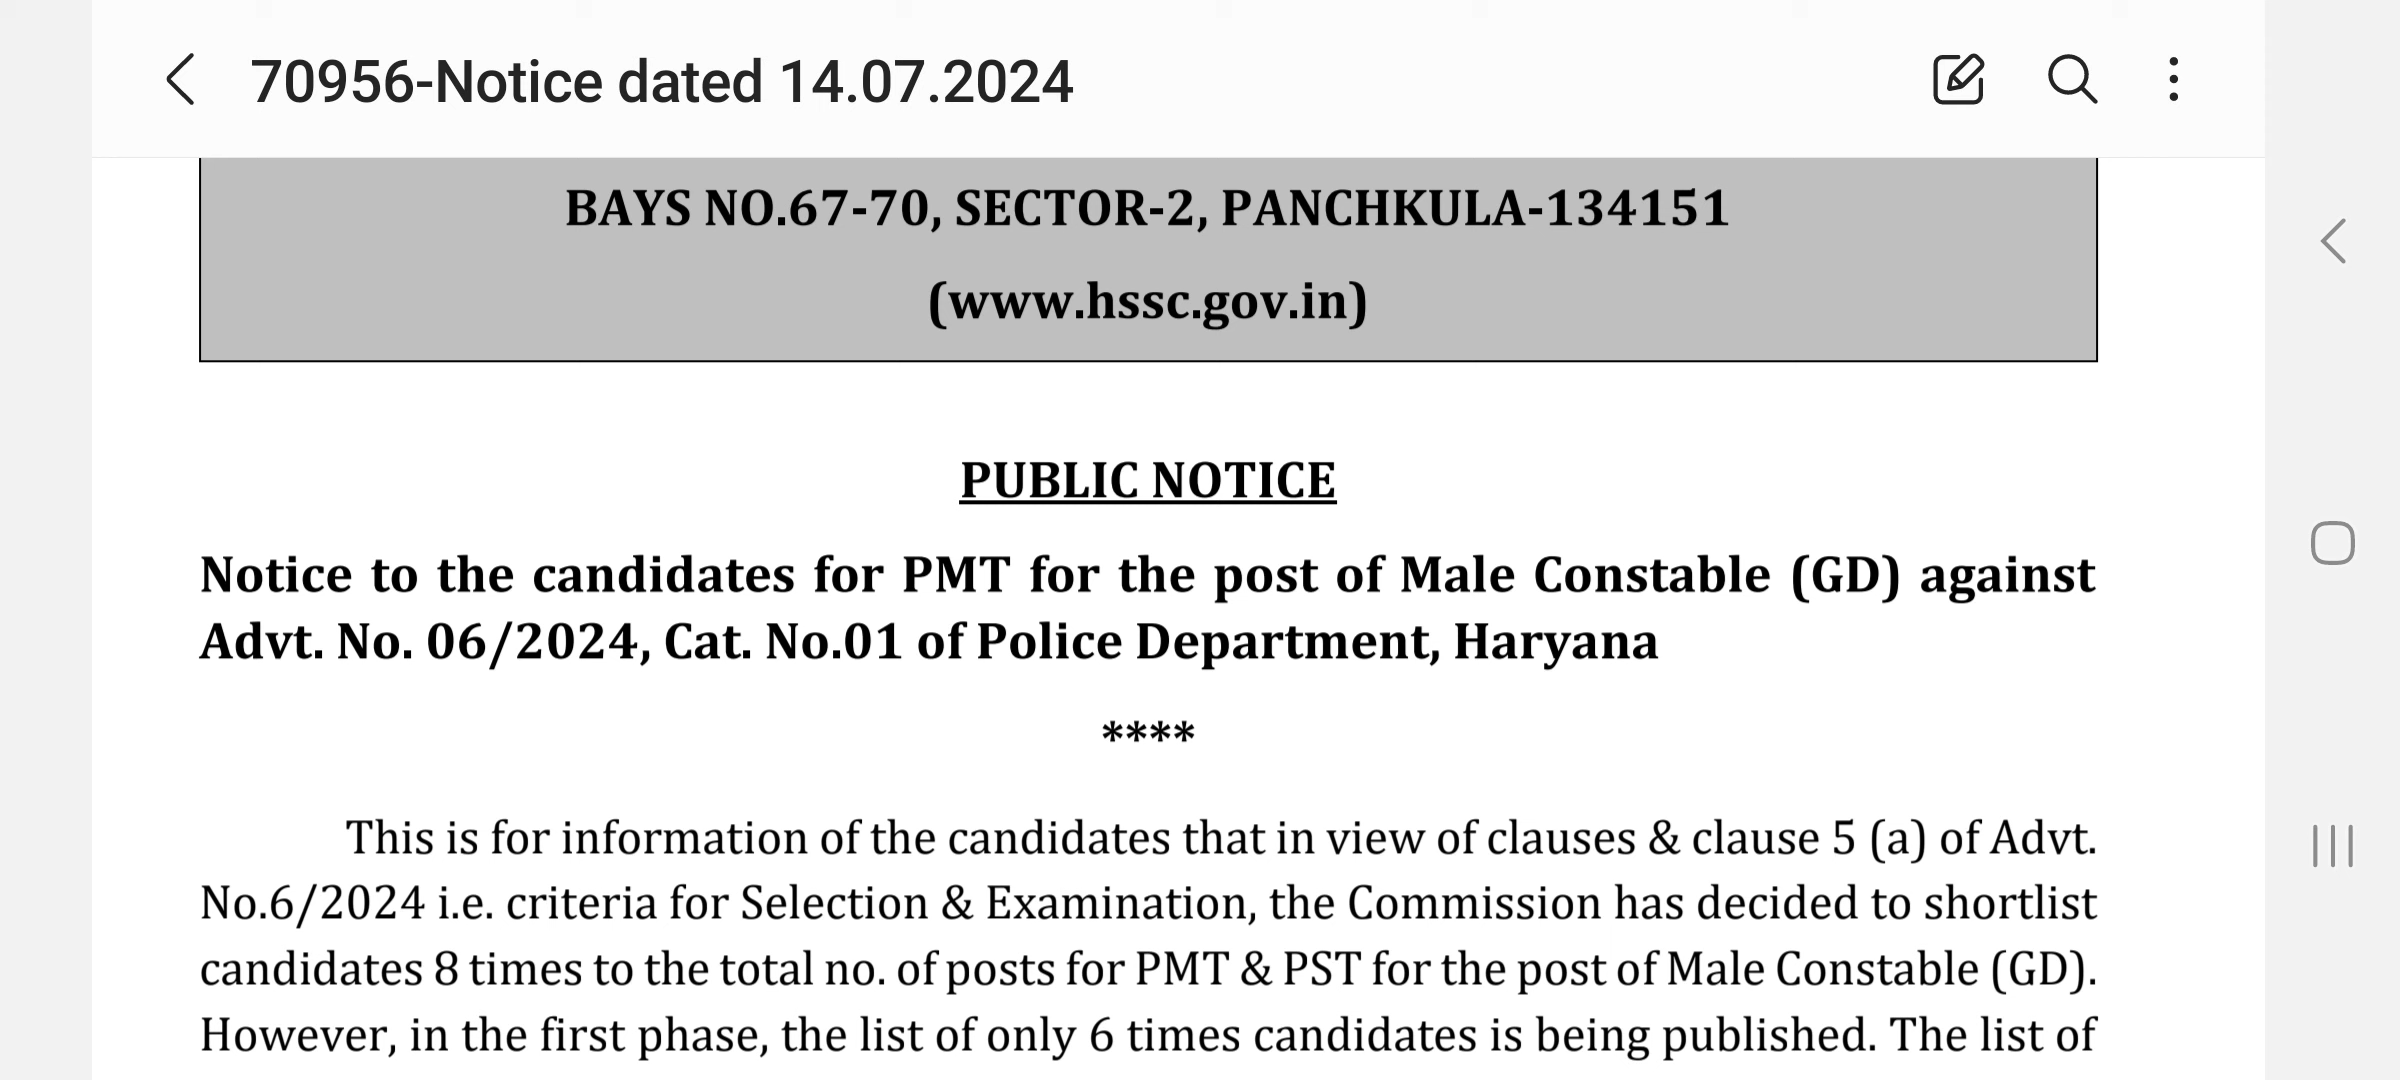 70956-Notice dated 14.07.2024
BAYS NO.67-70, SECTOR-2, PANCHKULA-134151
(www.hssc.gov.in)
PUBLIC NOTICE
Notice to the candidates for PMT for the post of Male Constable (GD) against
Advt. No. 06/2024, Cat. No.01 of Police Department, Haryana
****
This is for information of the candidates that in view of clauses & clause 5 (a) of Advt.
No.6/2024 i.e. criteria for Selection & Examination, the Commission has decided to shortlist
candidates 8 times to the total no. of posts for PMT & PST for the post of Male Constable (GD).
However, in the first phase, the list of only 6 times candidates is being published. The list of